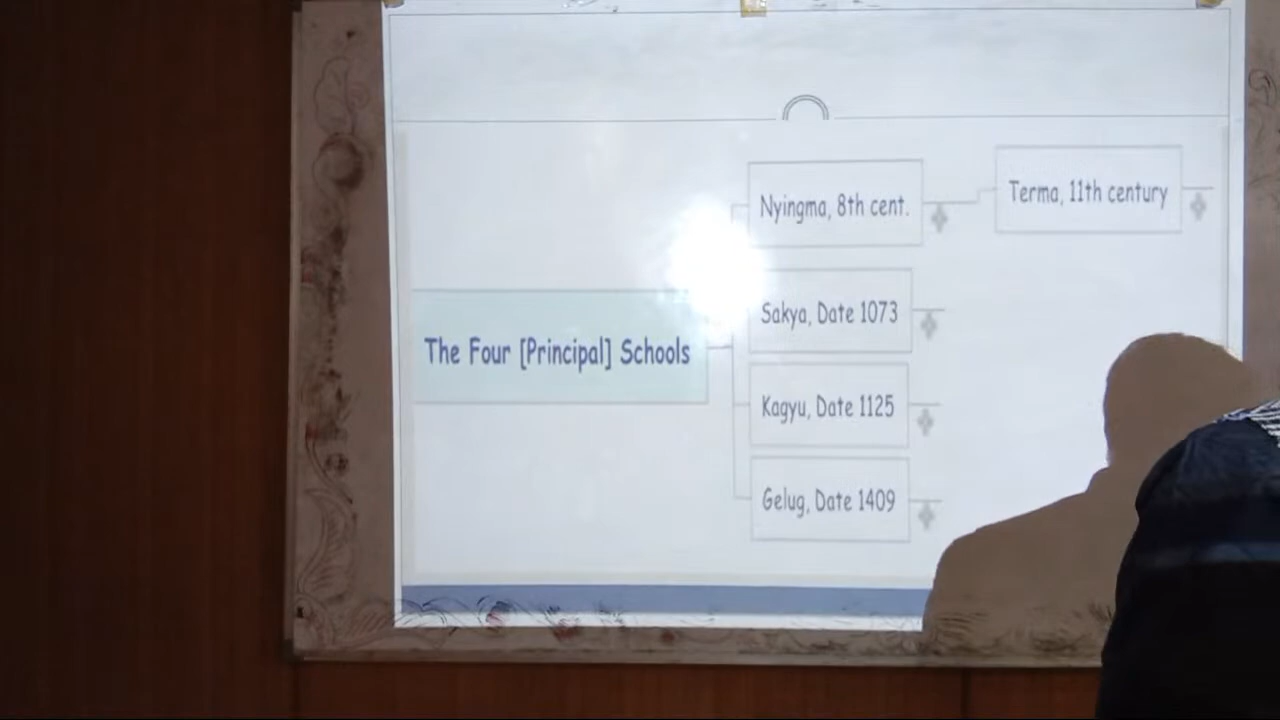 The Four [Principal] Schools
Nyingma, 8th cent.
Terma, 11th century
Sakya, Date 1073
Kagyu, Date 1125
Gelug, Date 1409